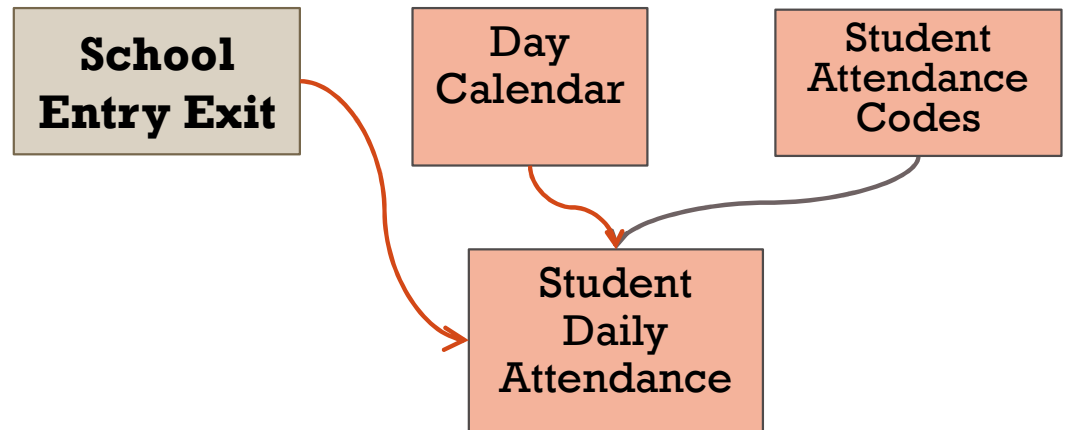 School
Entry Exit
Day
Calendar
Student
Attendance
Codes
Student
Daily
Attendance